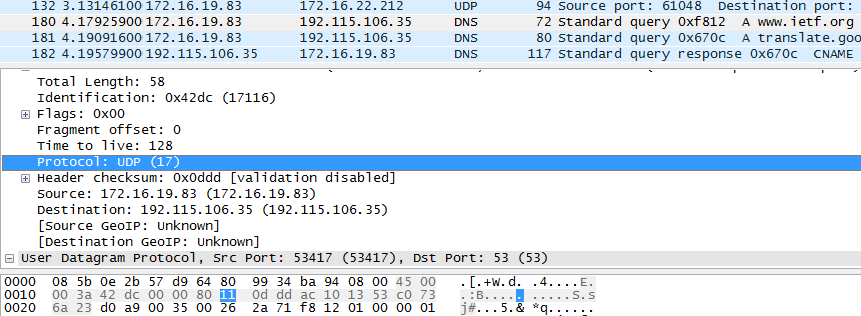 132 3.13146100 172.16.19.83 172.16.22.212 UDP 94 Source port: 61048 Destination port:
180 4.17925900 172.16.19.83 192.115.106.35 DNS 72 Standard query 0xf812 A www.ietf.org
181 4.19091600 172.16.19.83 192.115.106.35 DNS 80 Standard query 0x670c A translate.goo
182 4.19579900 192.115.106.35 172.16.19.83 DNS 117 Standard query response 0x670c CNAME
Total Length: 58
Identification: 0x42dc (17116)
Flags: 0x00
Fragment offset: 0
Time to live: 128
Protocol: UDP (17)
Header checksum: 0x0ddd [validation disabled]
Source: 172.16.19.83 (172.16.19.83)
Destination: 192.115.106.35 (192.115.106.35)
[Source GeoIP: Unknown]
[Destination GeoIP: Unknown]
User Datagram Protocol, Src Port: 53417 (53417), Dst Port: 53 (53)
0000 08 5b 0e 2b 57 d9 64 80 99 34 ba 94 08 00 45 00 .[.+W.d. .4....E.
0010 00 3a 42 dc 00 00 80 11 0d dd ac 10 13 53 c0 73 .:B..... .....S.s
0020 6a 23 d0 a9 00 35 00 26 2a 71 f8 12 01 00 00 01 j#...5.& *q......